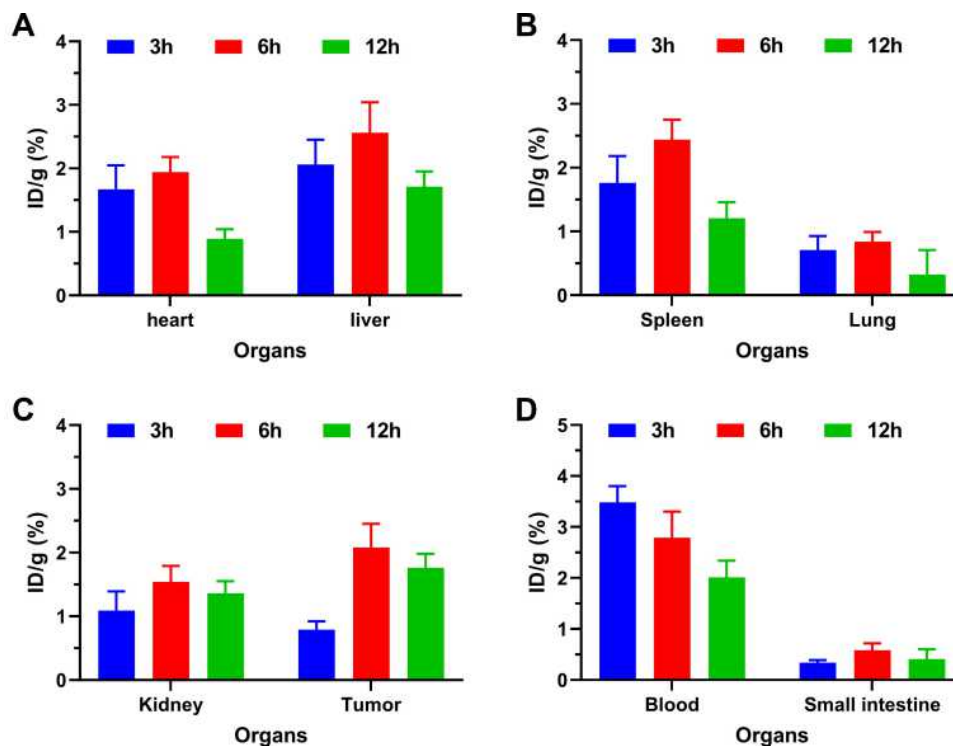 A
3h 6h 12h
4
3
2
1
0
ID/g (%)
heart liver
Organs
B
3h 6h 12h
4
3
2
1
0
ID/g (%)
Spleen Lung
Organs
C
3h 6h 12h
4
3
2
1
0
ID/g (%)
Kidney Tumor
Organs
D
3h 6h 12h
5
4
3
2
1
0
ID/g (%)
Blood Small intestine
Organs